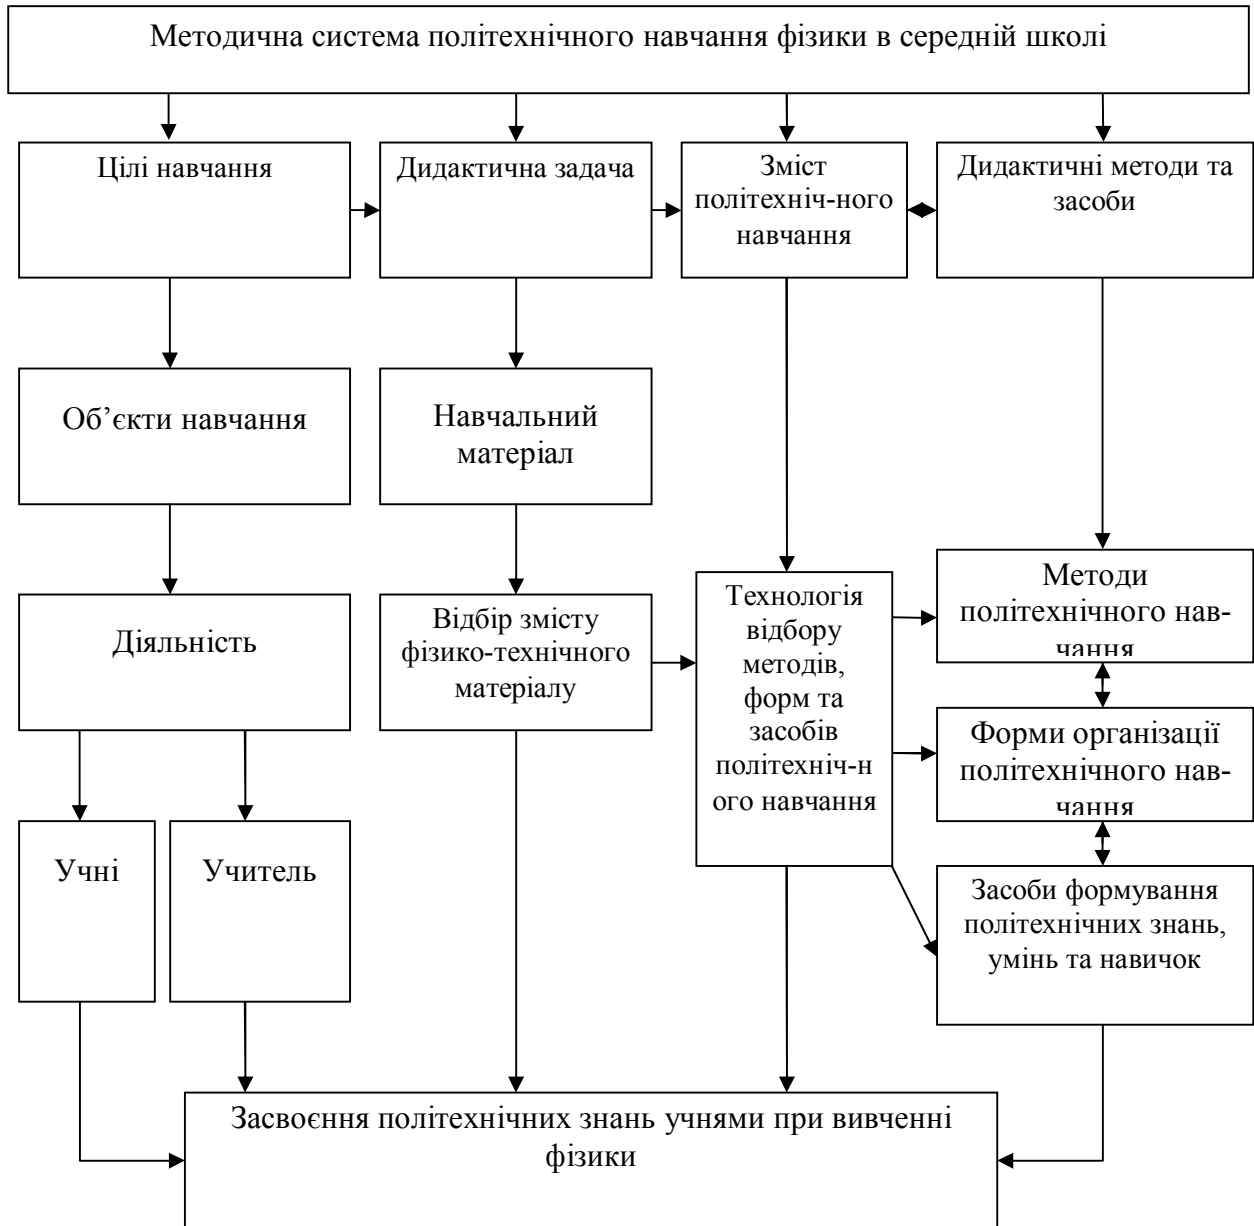 Методична система політехнічного навчання фізики в середній школі
Цілі навчання
Дидактична задача
Зміст
політехніч-ного
навчання
Дидактичні методи та
засоби
Об’єкти навчання
Навчальний
матеріал
Діяльність
Відбір змісту
фізико-технічного
матеріалу
Технологія
відбору
методів,
форм та
засобів
політехніч-н
ого навчання
Методи
політехнічного нав-
чання
Форми організації
політехнічного нав-
чання
Учні
Учитель
Засоби формування
політехнічних знань,
умінь та навичок
Засвоєння політехнічних знань учнями при вивченні
фізики